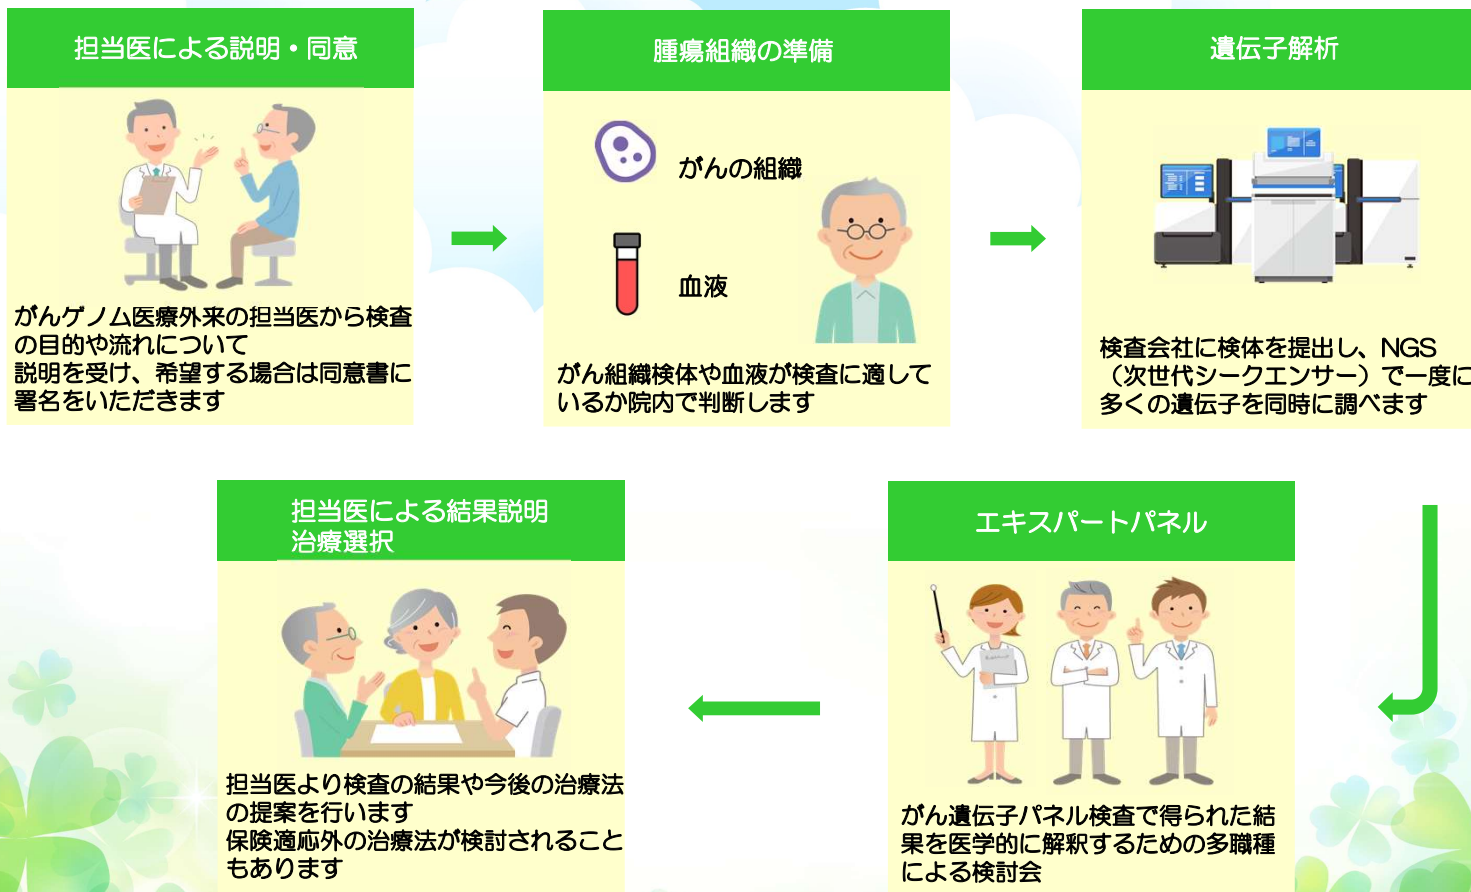 担当医による説明・同意
がんゲノム医療外来の担当医から検査
の目的や流れについて
説明を受け、希望する場合は同意書に
署名をいただきます
腫瘍組織の準備
がんの組織
血液
がん組織検体や血液が検査に適して
いるか院内で判断します
遺伝子解析
検査会社に検体を提出し、NGS
（次世代シークエンサー）で一度に
多くの遺伝子を同時に調べます
エキスパートパネル
がん遺伝子パネル検査で得られた結
果を医学的に解釈するための多職種
による検討会
担当医による結果説明
治療選択
担当医より検査の結果や今後の治療法
の提案を行います
保険適応外の治療法が検討されること
もあります